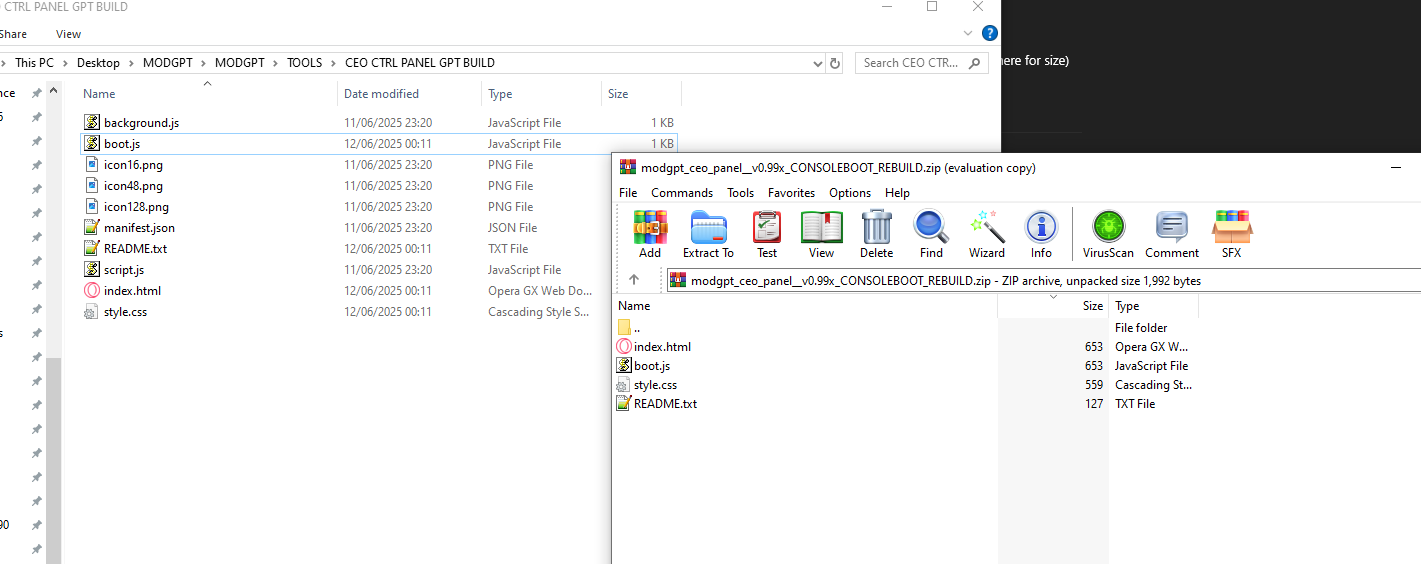 CTRL PANEL GPT BUILD
Share View
This PC > Desktop > MODGPT > MODGPT > TOOLS > CEO CTRL PANEL GPT BUILD
Search CEO CTR...
here for size)
Name Date modified Type Size
background.js 11/06/2025 23:20 JavaScript File 1 KB
boot.js 12/06/2025 00:11 JavaScript File 1 KB
icon16.png 11/06/2025 23:20 PNG File
icon48.png 11/06/2025 23:20 PNG File
icon128.png 11/06/2025 23:20 PNG File
manifest.json 11/06/2025 23:20 JSON File
README.txt 12/06/2025 00:11 TXT File
script.js 11/06/2025 23:20 JavaScript File
index.html 12/06/2025 00:11 Opera GX Web Do...
style.css 12/06/2025 00:11 Cascading Style S...
90
modgpt_ceo_panel__v0.99x_CONSOLEBOOT_REBUILD.zip (evaluation copy)
File Commands Tools Favorites Options Help
Add Extract To Test View Delete Find Wizard Info VirusScan Comment SFX
modgpt_ceo_panel__v0.99x_CONSOLEBOOT_REBUILD.zip - ZIP archive, unpacked size 1,992 bytes
Name Size Type
.. File folder
index.html 653 Opera GX W...
boot.js 653 JavaScript File
style.css 559 Cascading St...
README.txt 127 TXT File